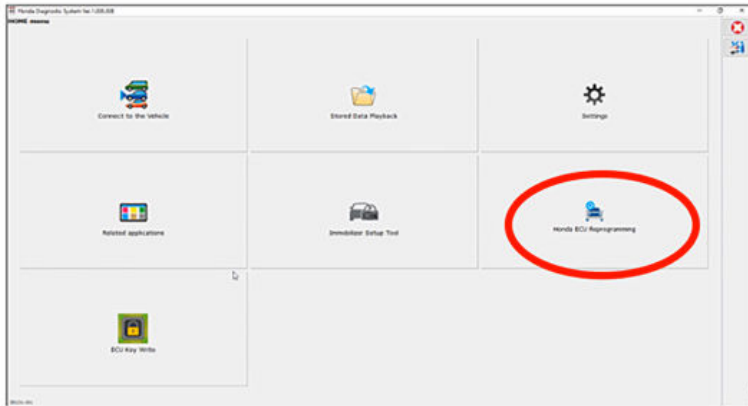 Honda Diagnostic System Ver.1.008.008
HOME menu
Connect to the Vehicle
Stored Data Playback
Settings
Related applications
Immobilizer Setup Tool
Honda ECU Reprogramming
ECU Key Write